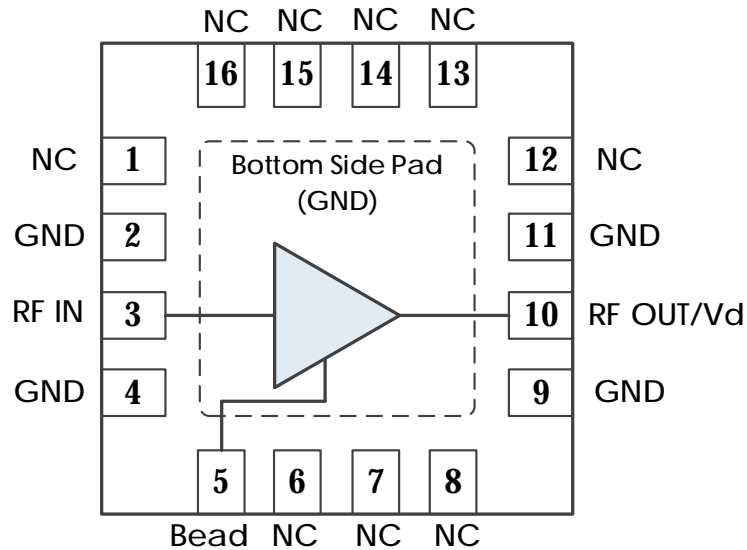 NC NC NC NC
16 15 14 13
NC 1 Bottom Side Pad 12 NC
(GND)
GND 2 11 GND
RF IN 3 10 RF OUT/Vd
GND 4 9 GND
5 6 7 8
Bead NC NC NC